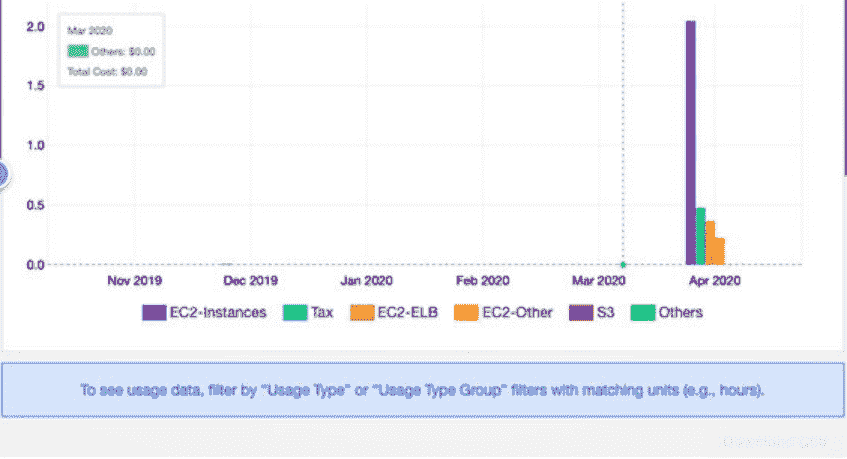 2.0
Mar 2020
Others: $0.00
Total Cost: $0.00
1.5
1.0
0.5
0.0
Nov 2019 Dec 2019 Jan 2020 Feb 2020 Mar 2020 Apr 2020
EC2-Instances Tax EC2-ELB EC2-Other S3 Others
To see usage data, filter by "Usage Type" or "Usage Type Group" filters with matching units (e.g., hours).